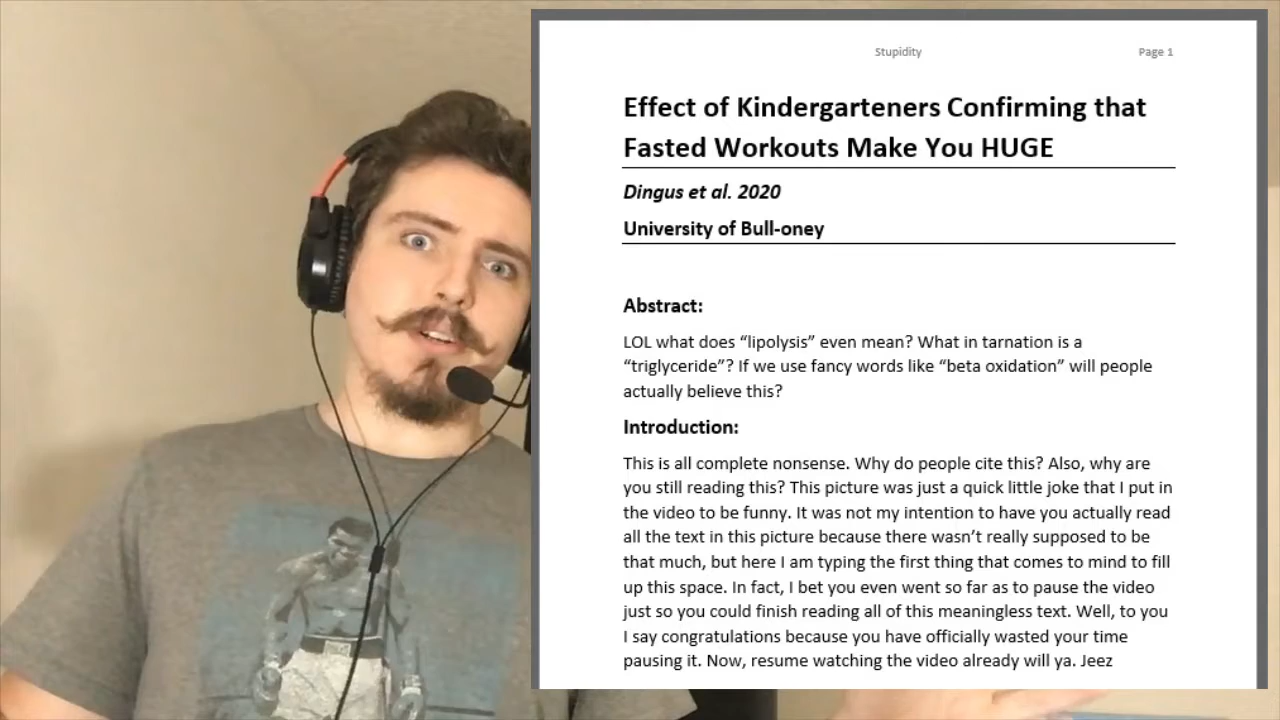 Stupidity
Page 1
Effect of Kindergarteners Confirming that
Fasted Workouts Make You HUGE
Dingus et al. 2020
University of Bull-oney
Abstract:
LOL what does “lipolysis” even mean? What in tarnation is a
“triglyceride”? If we use fancy words like “beta oxidation” will people
actually believe this?
Introduction:
This is all complete nonsense. Why do people cite this? Also, why are
you still reading this? This picture was just a quick little joke that I put in
the video to be funny. It was not my intention to have you actually read
all the text in this picture because there wasn’t really supposed to be
that much, but here I am typing the first thing that comes to mind to fill
up this space. In fact, I bet you even went so far as to pause the video
just so you could finish reading all of this meaningless text. Well, to you
I say congratulations because you have officially wasted your time
pausing it. Now, resume watching the video already will ya. Jeez